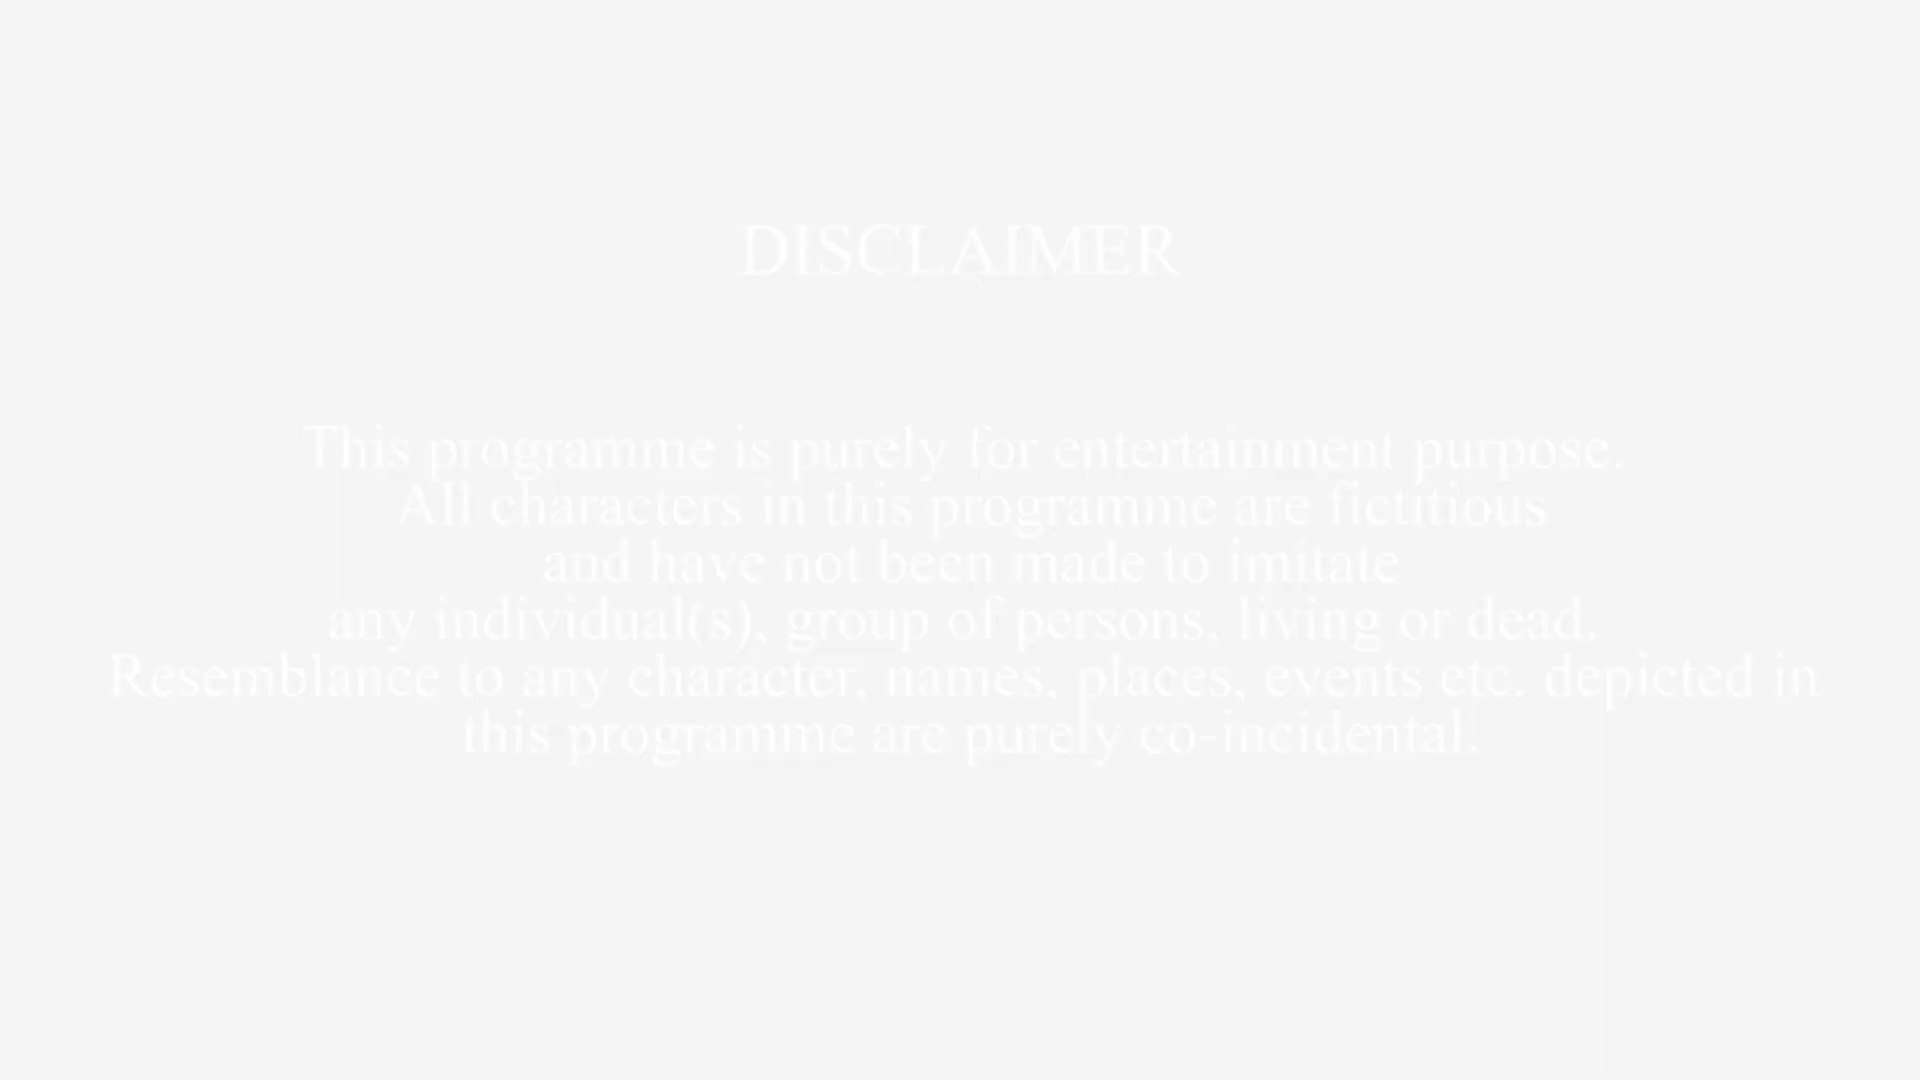 DISCLAIMER
This programme is purely for entertainment purpose.
All characters in this programme are fictitious
and have not been made to imitate
any individual(s), group of persons, living or dead.
Resemblance to any character, names, places, events etc. depicted in
this programme are purely co-incidental.